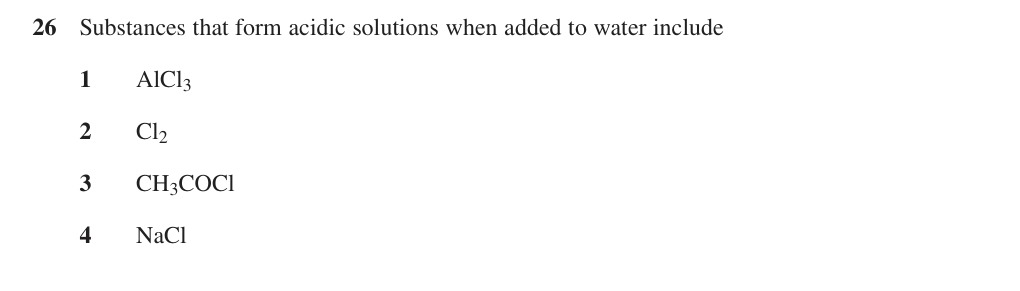 26 Substances that form acidic solutions when added to water include
1 AlCl₃
2 Cl₂
3 CH₃COCl
4 NaCl